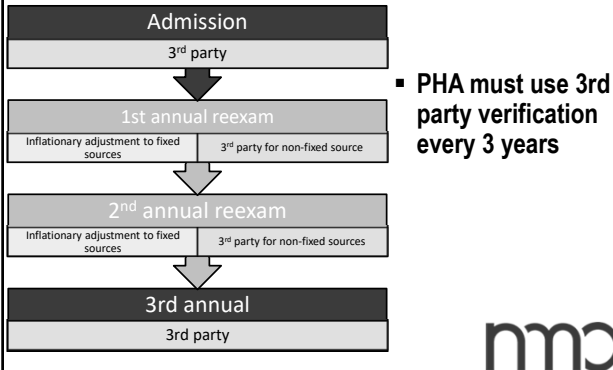 Admission
3rd party
▪ PHA must use 3rd
party verification
every 3 years
1st annual reexam
Inflationary adjustment to fixed
sources
3rd party for non-fixed source
2nd annual reexam
Inflationary adjustment to fixed
sources
3rd party for non-fixed sources
3rd annual
3rd party